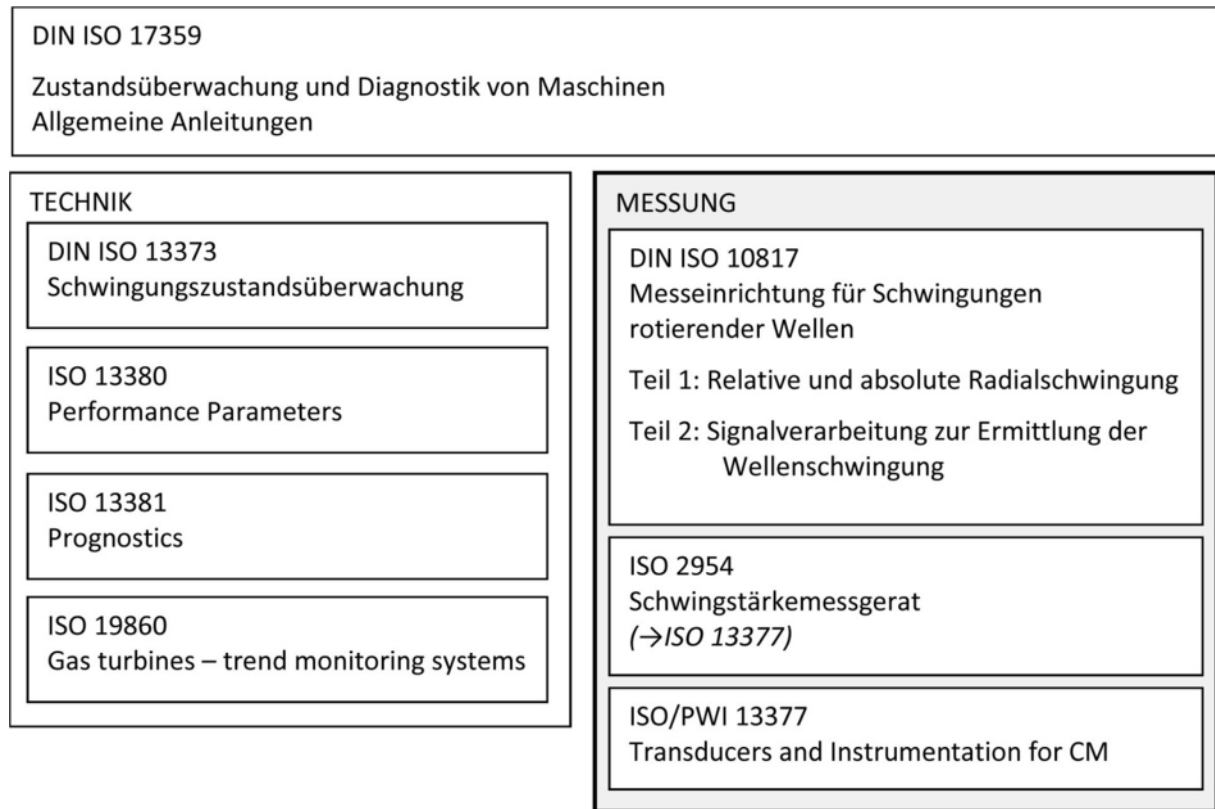 DIN ISO 17359
Zustandsüberwachung und Diagnostik von Maschinen
Allgemeine Anleitungen
TECHNIK
DIN ISO 13373
Schwingungszustandsüberwachung
ISO 13380
Performance Parameters
ISO 13381
Prognostics
ISO 19860
Gas turbines – trend monitoring systems
MESSUNG
DIN ISO 10817
Messeinrichtung für Schwingungen
rotierender Wellen
Teil 1: Relative und absolute Radialschwingung
Teil 2: Signalverarbeitung zur Ermittlung der
Wellenschwingung
ISO 2954
Schwingstärkemessgerat
(→ISO 13377)
ISO/PWI 13377
Transducers and Instrumentation for CM